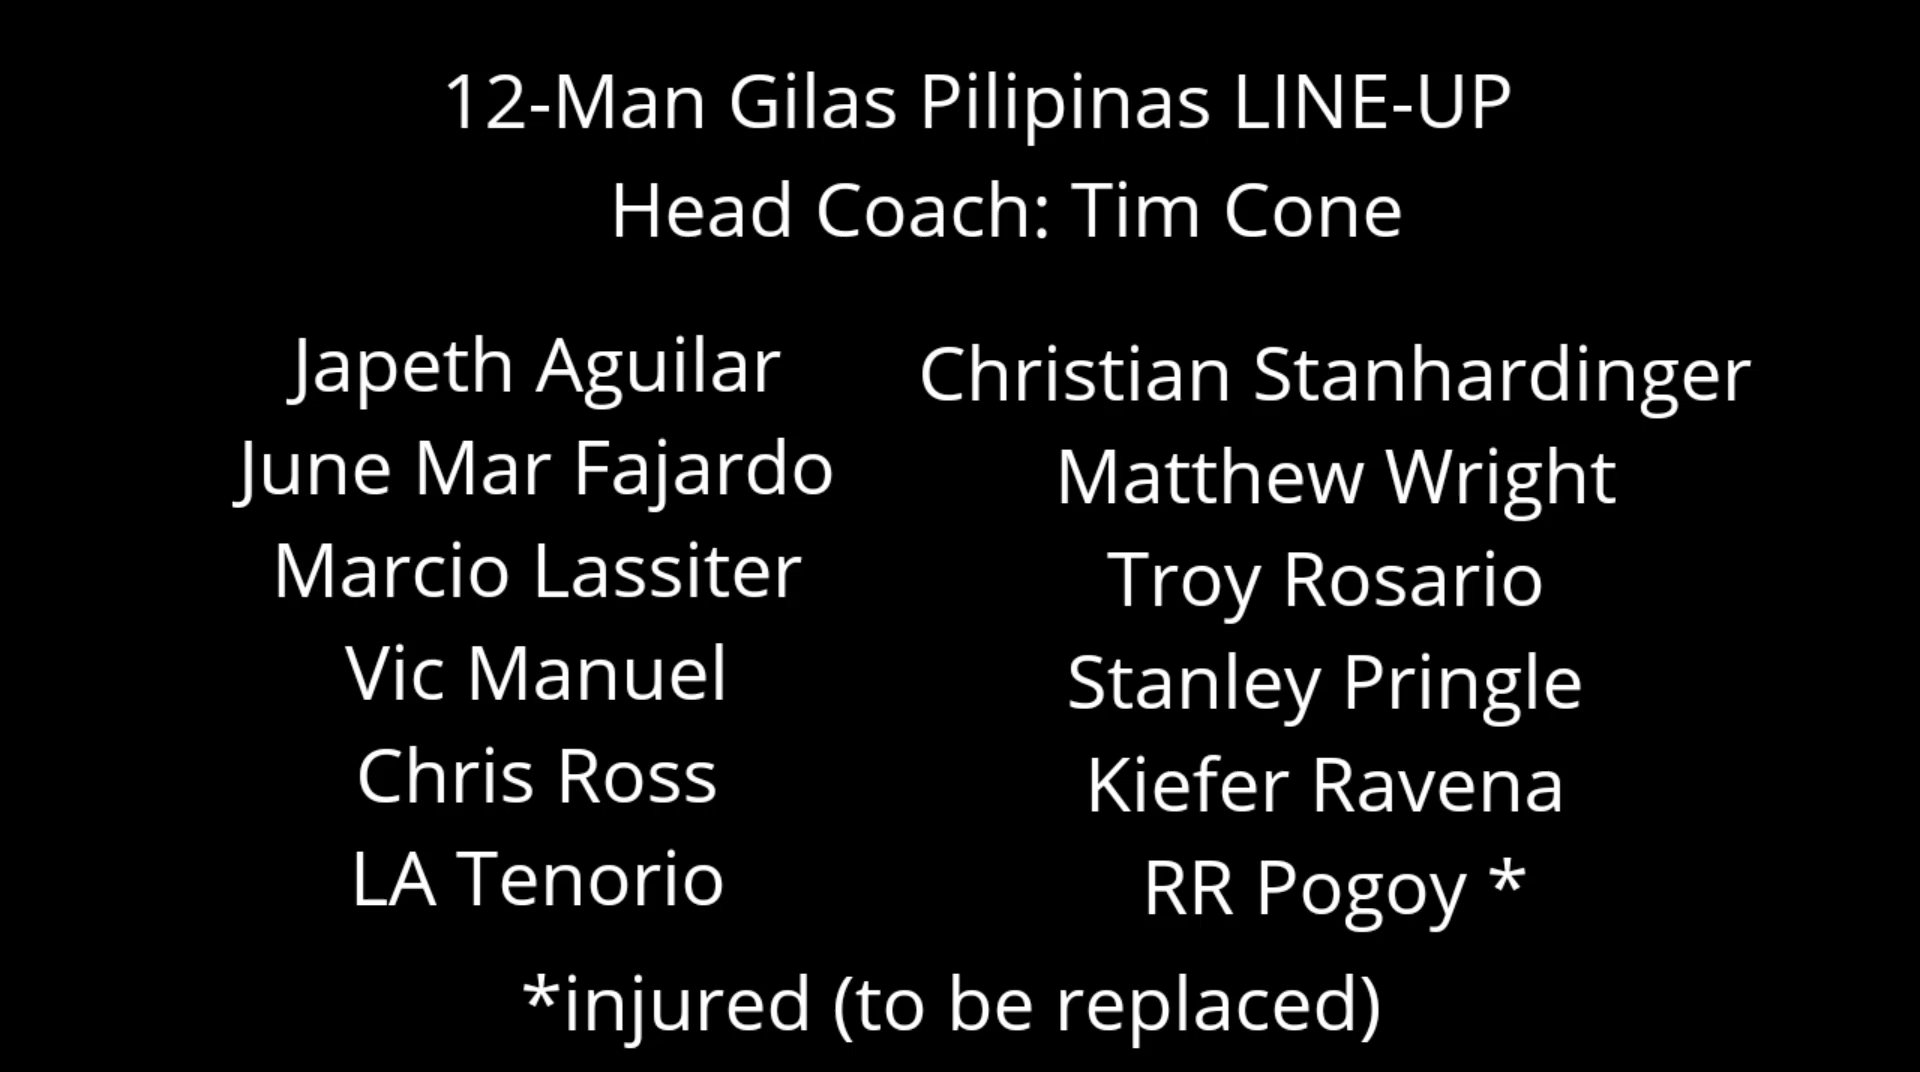 12-Man Gilas Pilipinas LINE-UP
Head Coach: Tim Cone
Japeth Aguilar
June Mar Fajardo
Marcio Lassiter
Vic Manuel
Chris Ross
LA Tenorio
Christian Stanhardinger
Matthew Wright
Troy Rosario
Stanley Pringle
Kiefer Ravena
RR Pogoy *
*injured (to be replaced)